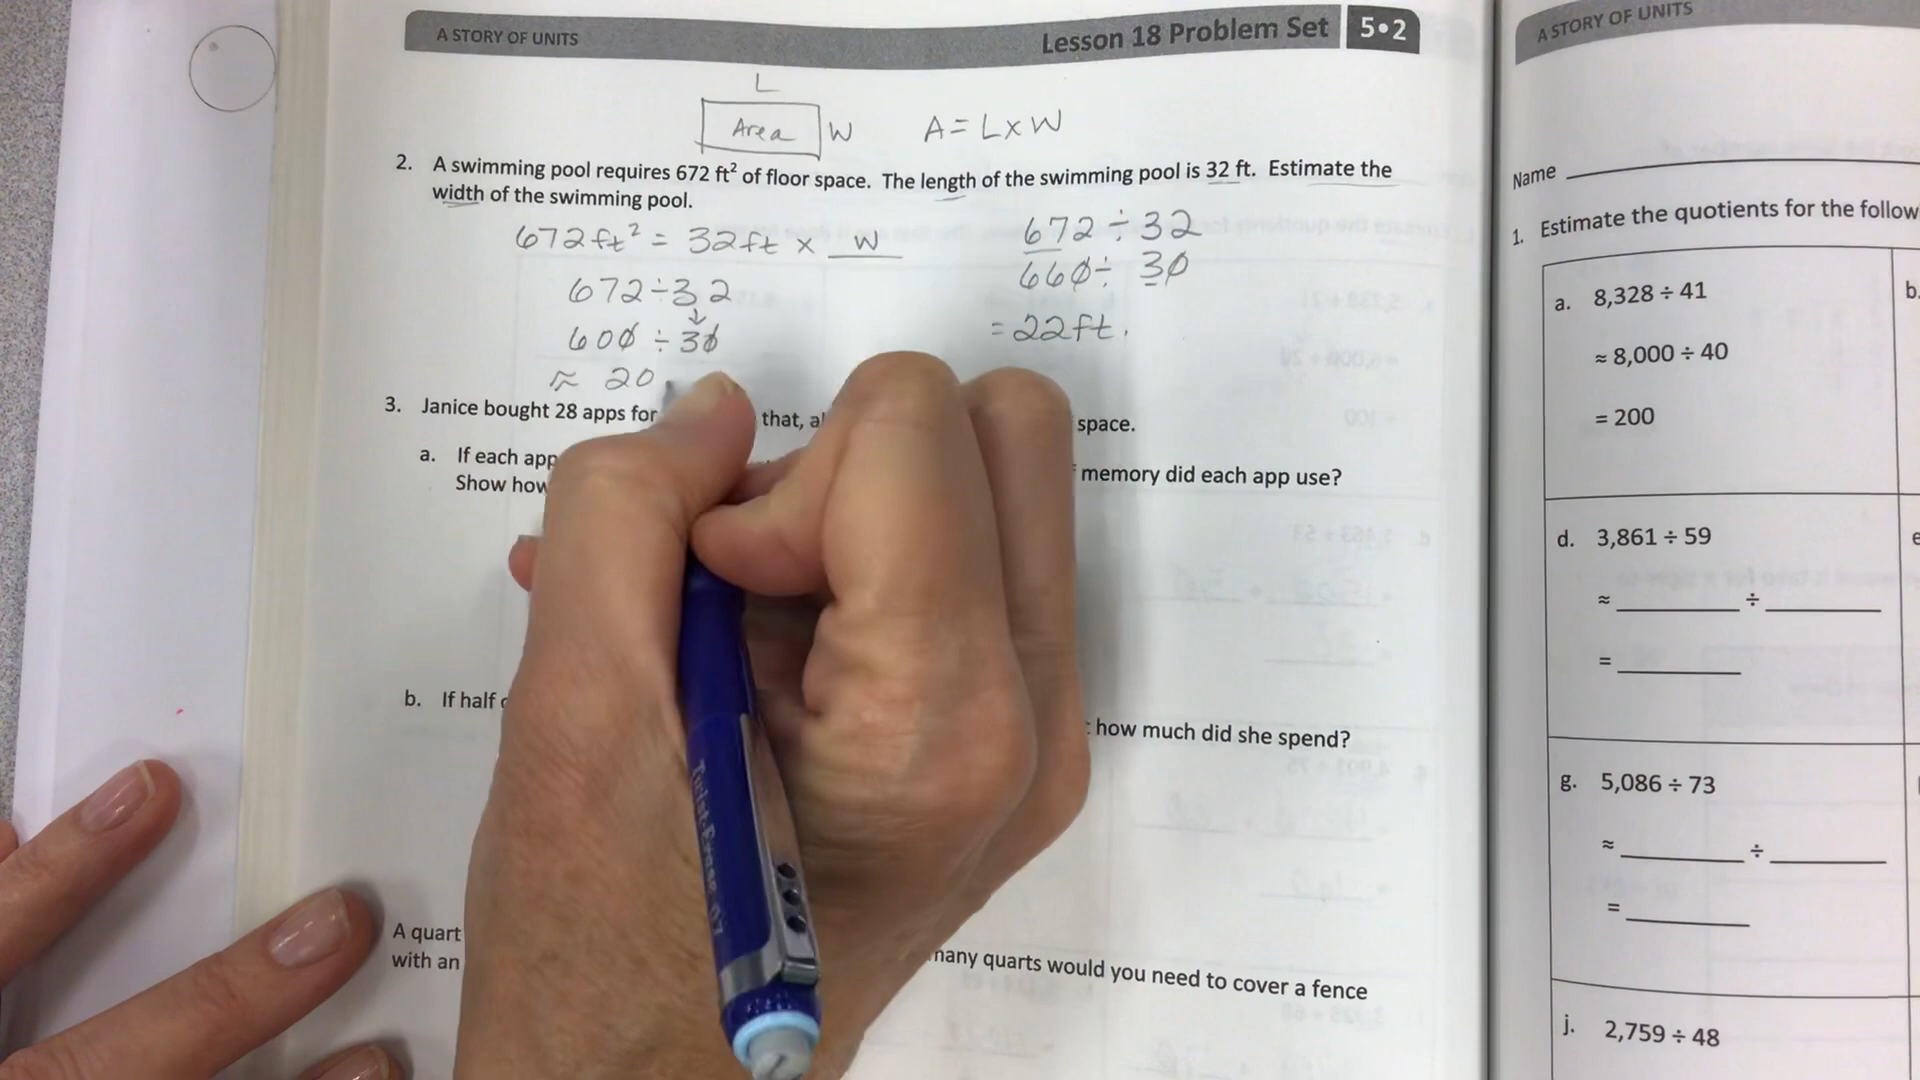 A STORY OF UNITS
Lesson 18 Problem Set 5•2
L
Area W A = L x W
2. A swimming pool requires 672 ft² of floor space. The length of the swimming pool is 32 ft. Estimate the
width of the swimming pool.
672 ft² = 32 ft x W
672 ÷ 32
600 ÷ 30
≈ 20
672 ÷ 32
660 ÷ 30
= 22 ft.
3. Janice bought 28 apps for that, space.
a. If each app memory did each app use?
Show how
b. If half how much did she spend?
A quart
with an many quarts would you need to cover a fence
A STORY OF UNITS
Name
1. Estimate the quotients for the follow
a. 8,328 ÷ 41
≈ 8,000 ÷ 40
= 200
b.
d. 3,861 ÷ 59
≈ ÷
=
e
g. 5,086 ÷ 73
≈ ÷
=
j. 2,759 ÷ 48
Twist-Erase 0.7